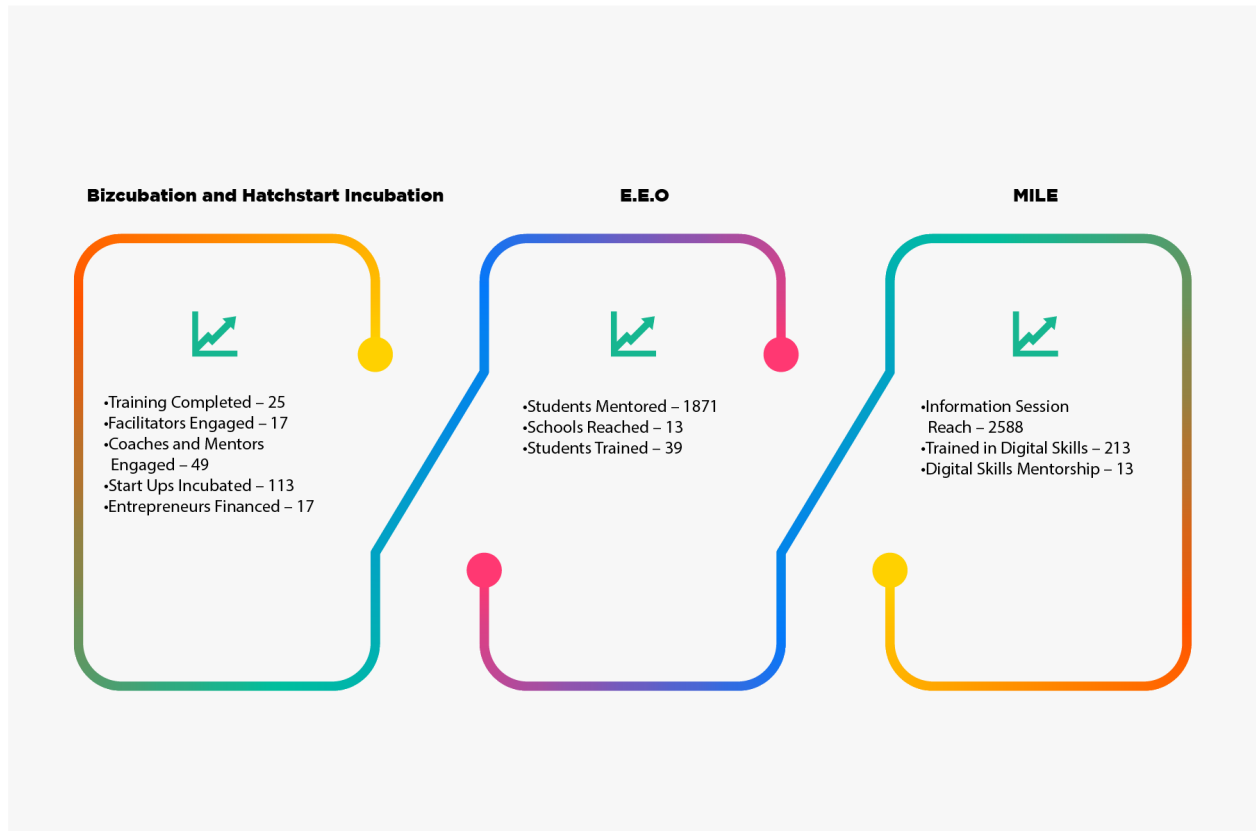 Bizcubation and Hatchstart Incubation
•Training Completed – 25
•Facilitators Engaged – 17
•Coaches and Mentors
Engaged – 49
•Start Ups Incubated – 113
•Entrepreneurs Financed – 17
E.E.O
•Students Mentored – 1871
•Schools Reached – 13
•Students Trained – 39
MILE
•Information Session
Reach – 2588
•Trained in Digital Skills – 213
•Digital Skills Mentorship – 13